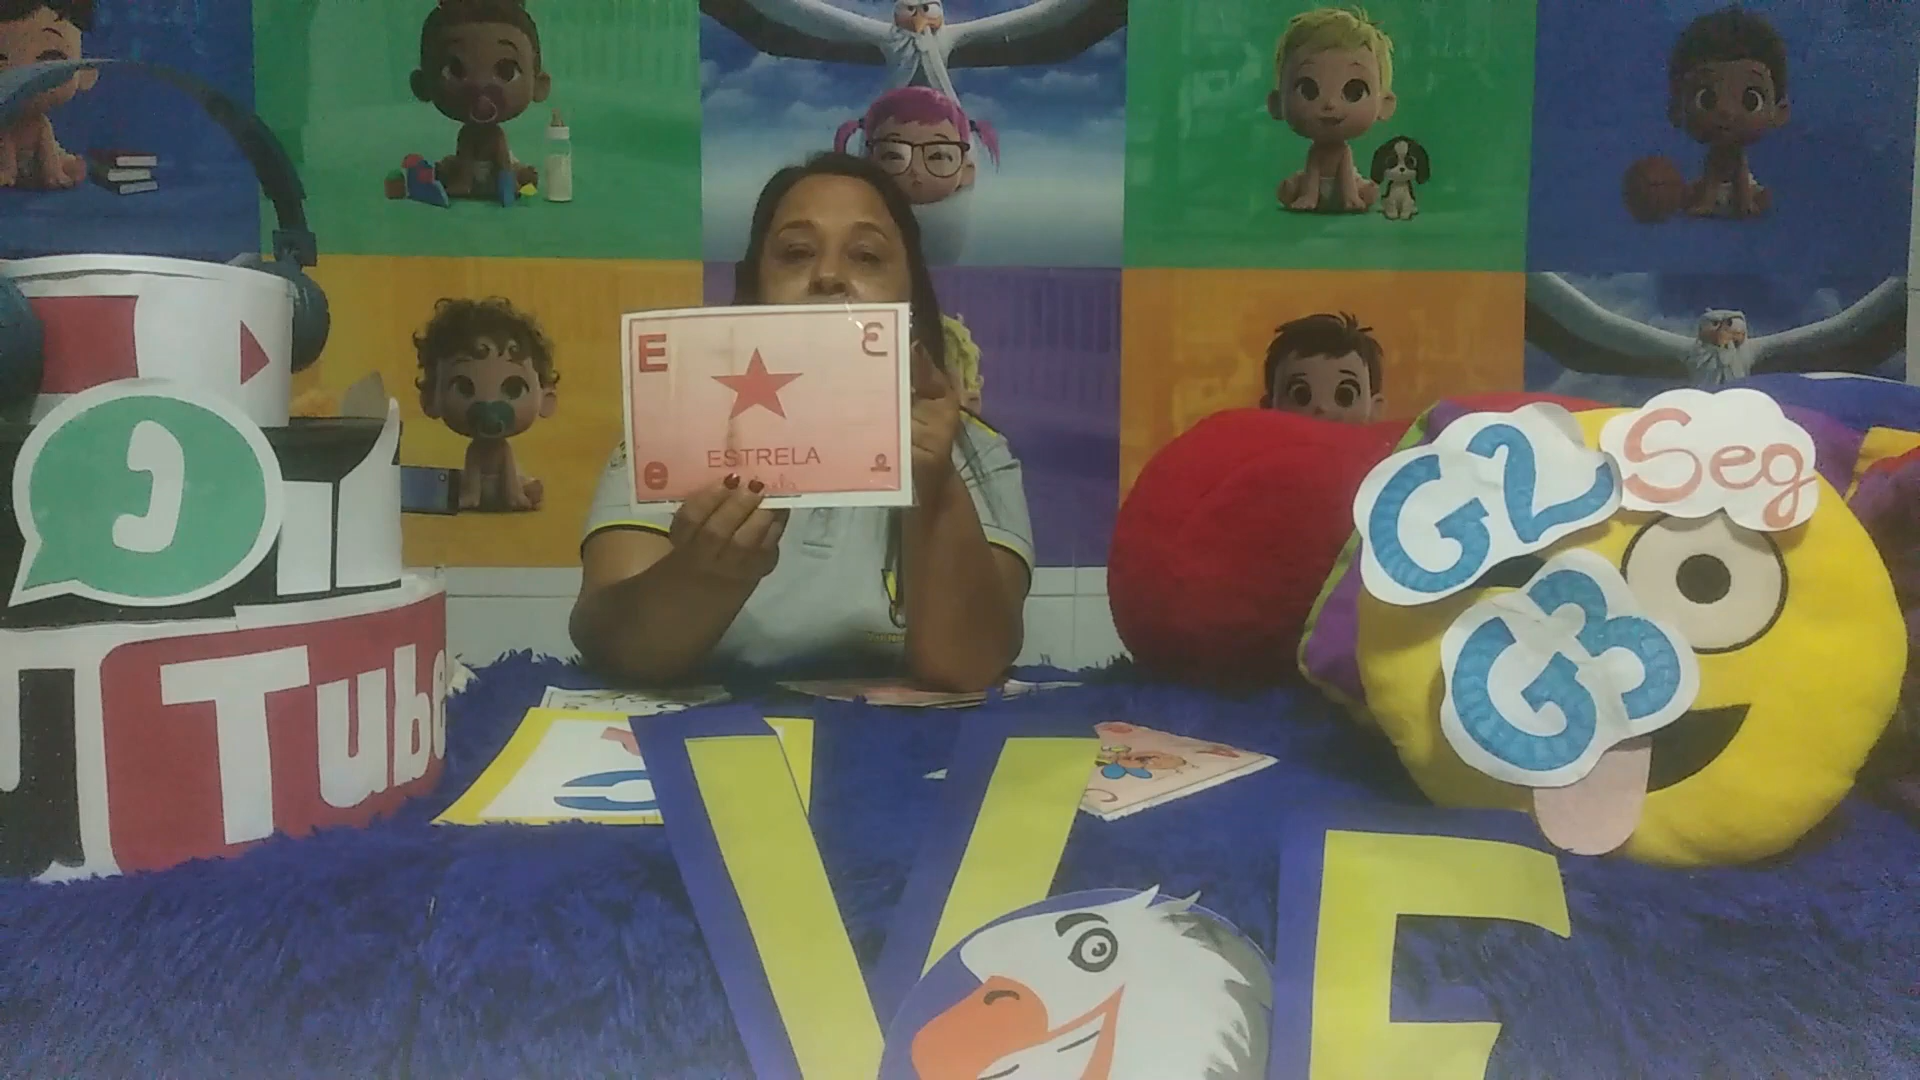 E ℰ
ESTRELA
e ℯ
G2
Seg
G3
Tube
V E